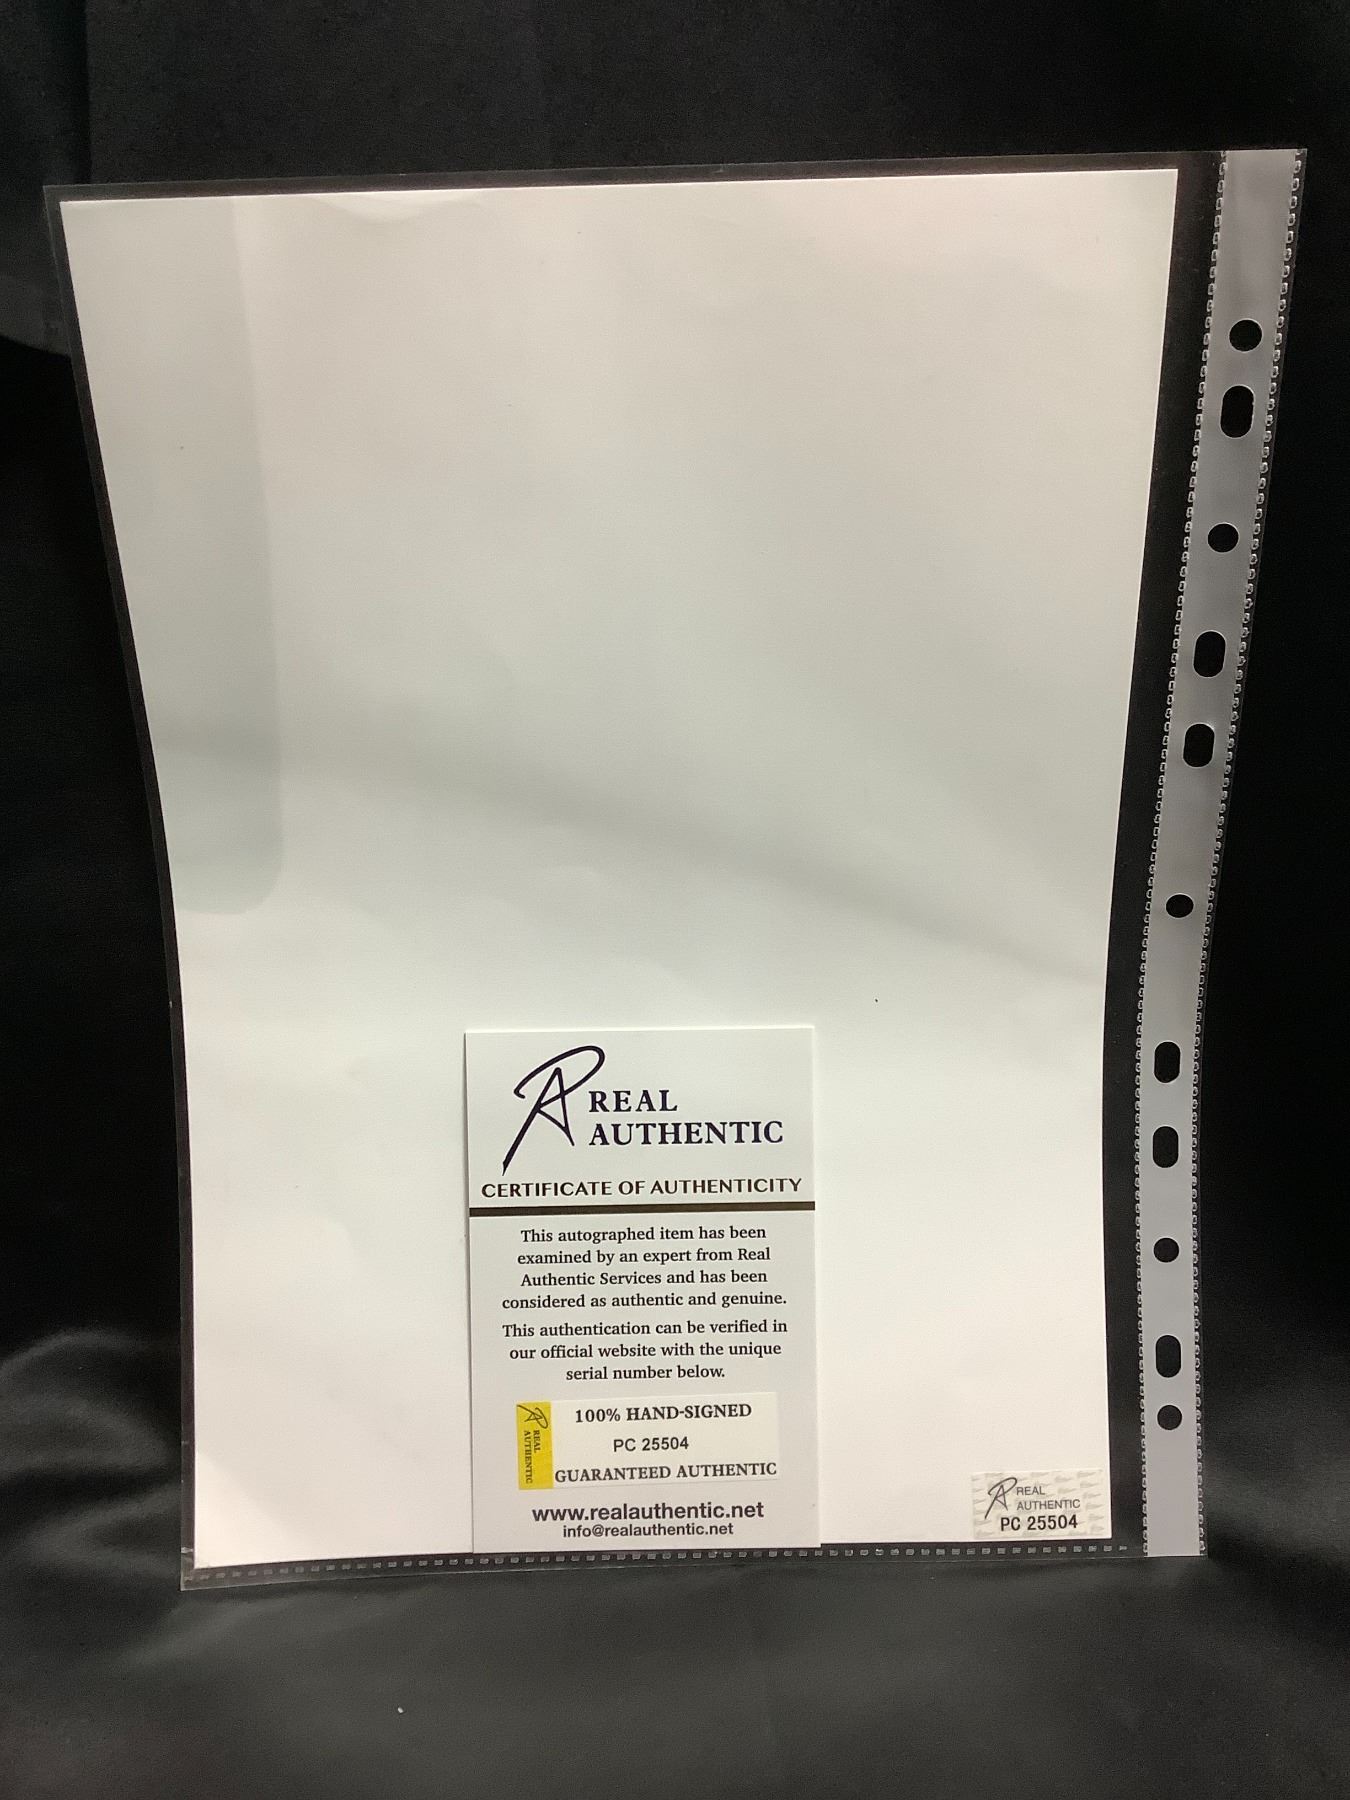 REAL
AUTHENTIC
CERTIFICATE OF AUTHENTICITY
This autographed item has been
examined by an expert from Real
Authentic Services and has been
considered as authentic and genuine.
This authentication can be verified in
our official website with the unique
serial number below.
REAL
AUTHENTIC
100% HAND-SIGNED
PC 25504
GUARANTEED AUTHENTIC
www.realauthentic.net
info@realauthentic.net
REAL
AUTHENTIC
PC 25504